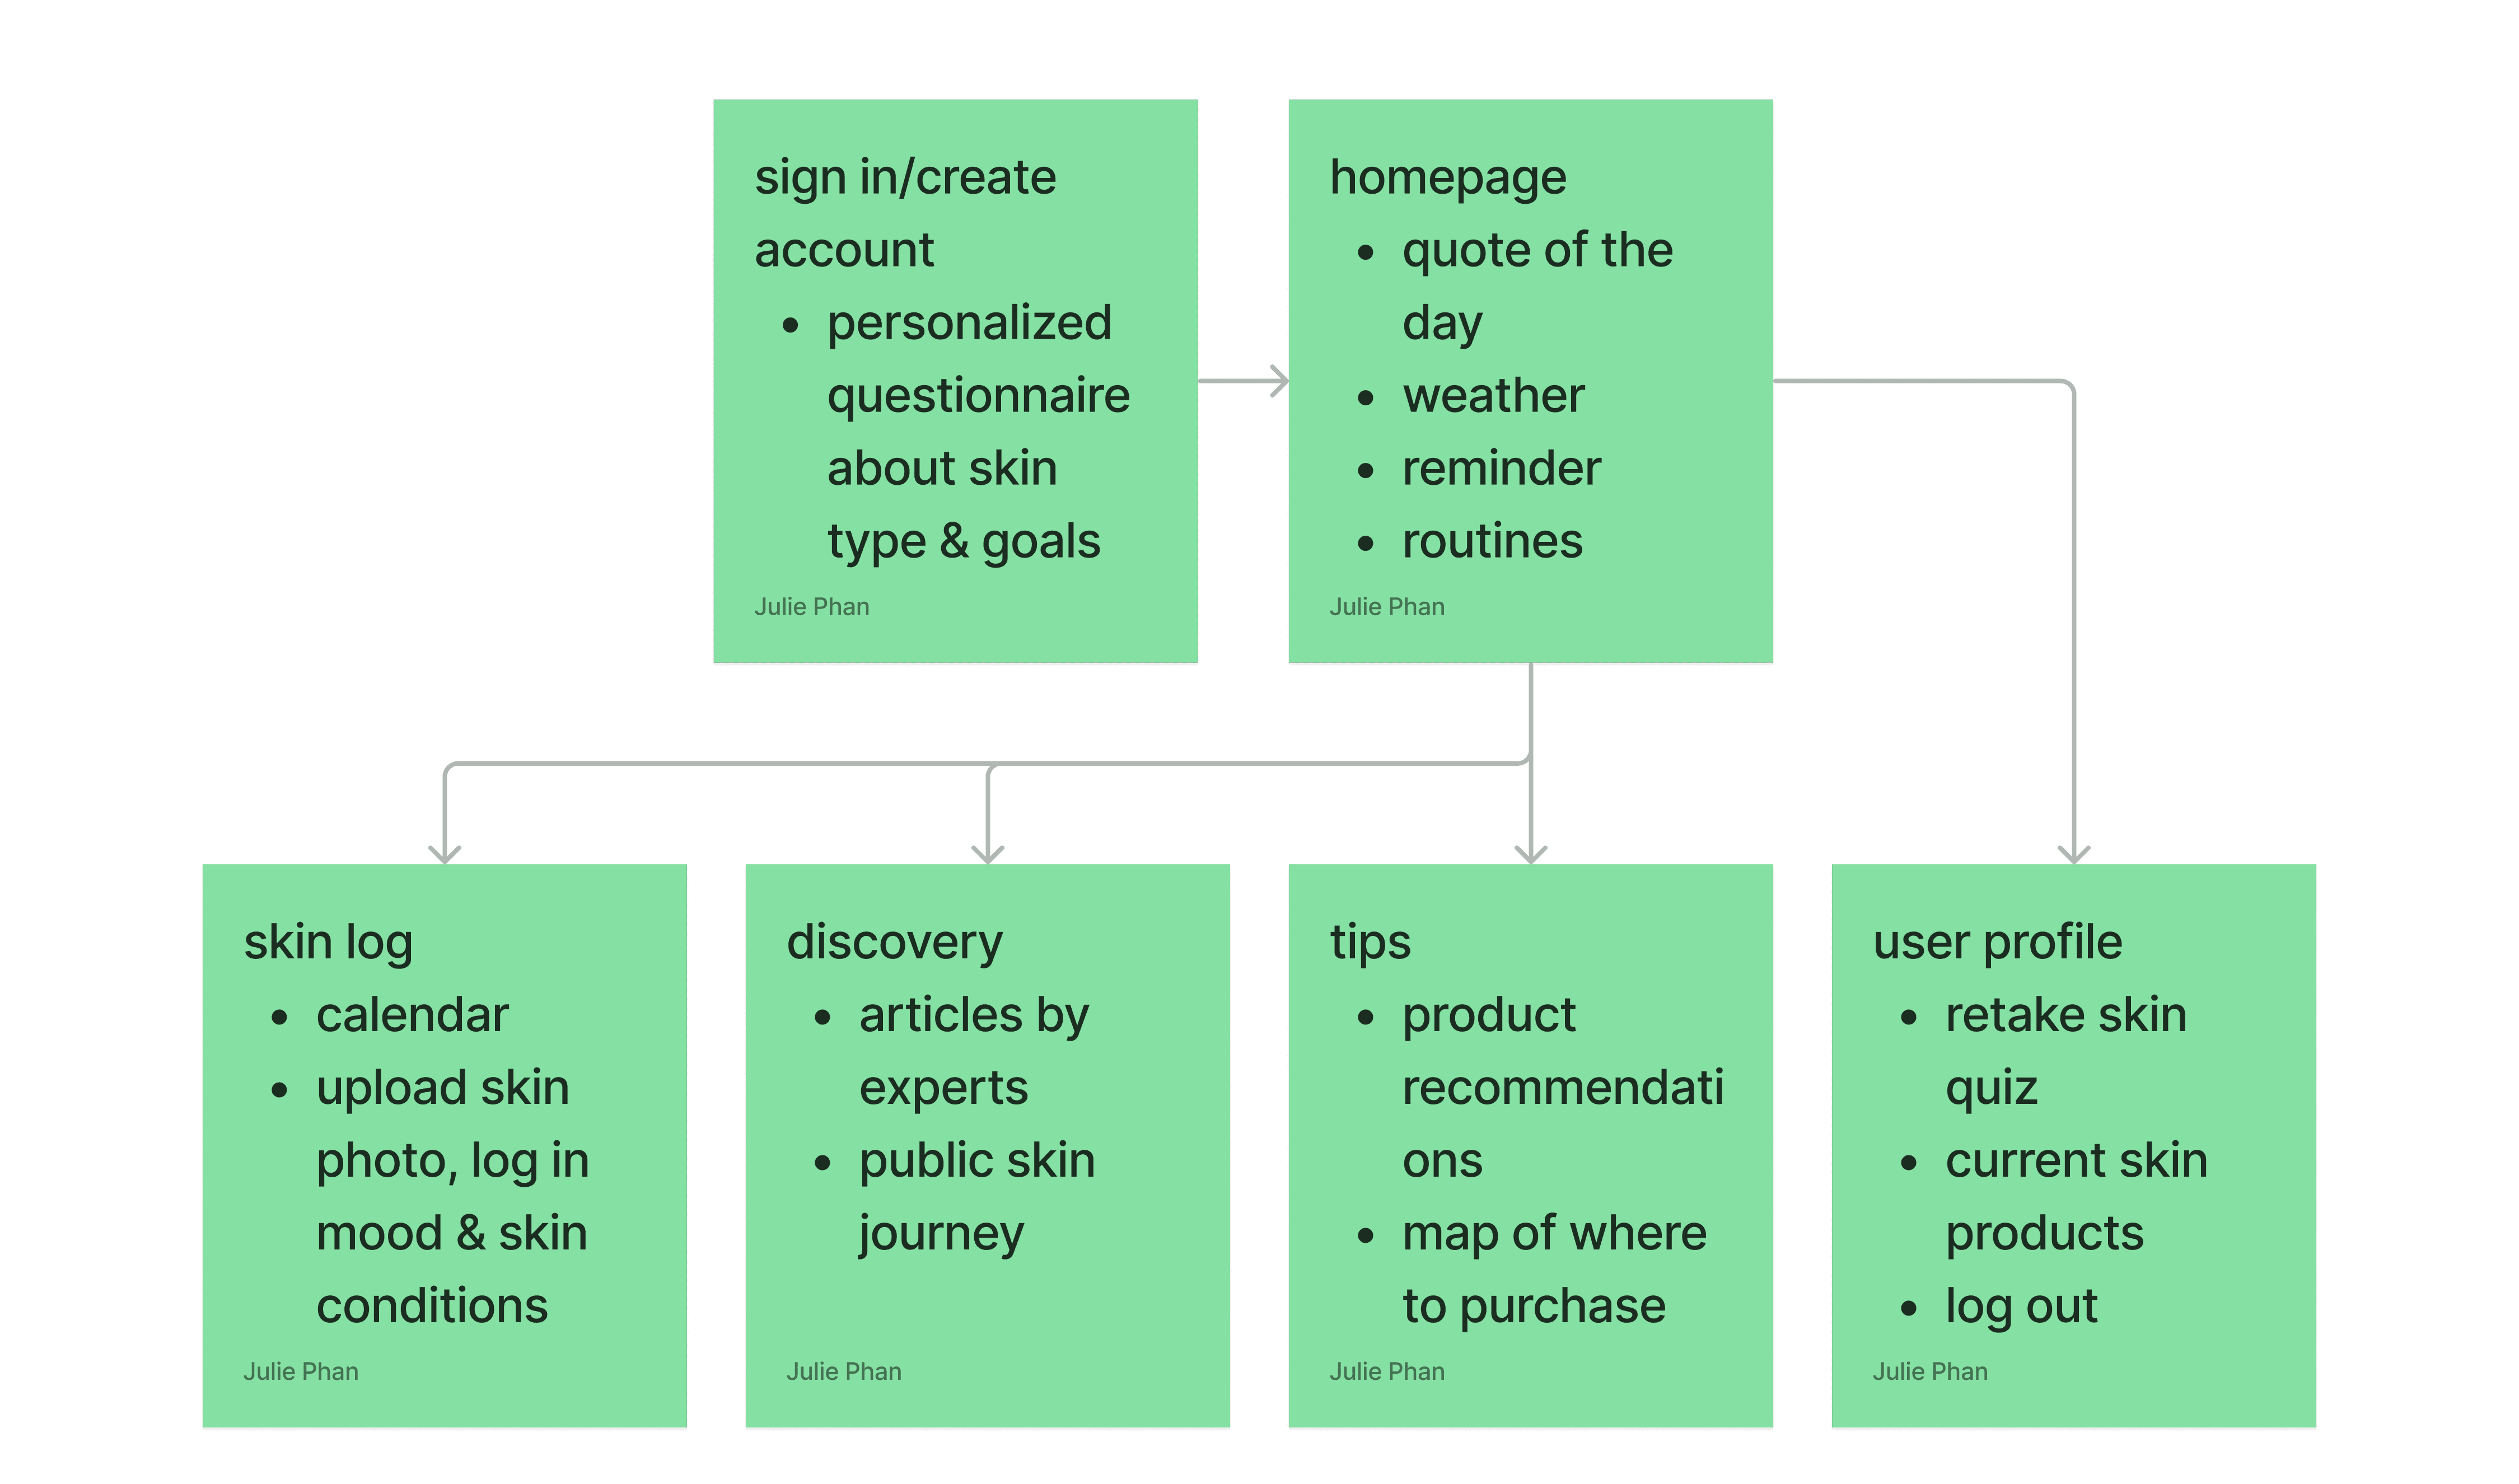 sign in/create
account
• personalized
questionnaire
about skin
type & goals
Julie Phan
homepage
• quote of the
day
• weather
• reminder
• routines
Julie Phan
skin log
• calendar
• upload skin
photo, log in
mood & skin
conditions
Julie Phan
discovery
• articles by
experts
• public skin
journey
Julie Phan
tips
• product
recommendati
ons
• map of where
to purchase
Julie Phan
user profile
• retake skin
quiz
• current skin
products
• log out
Julie Phan